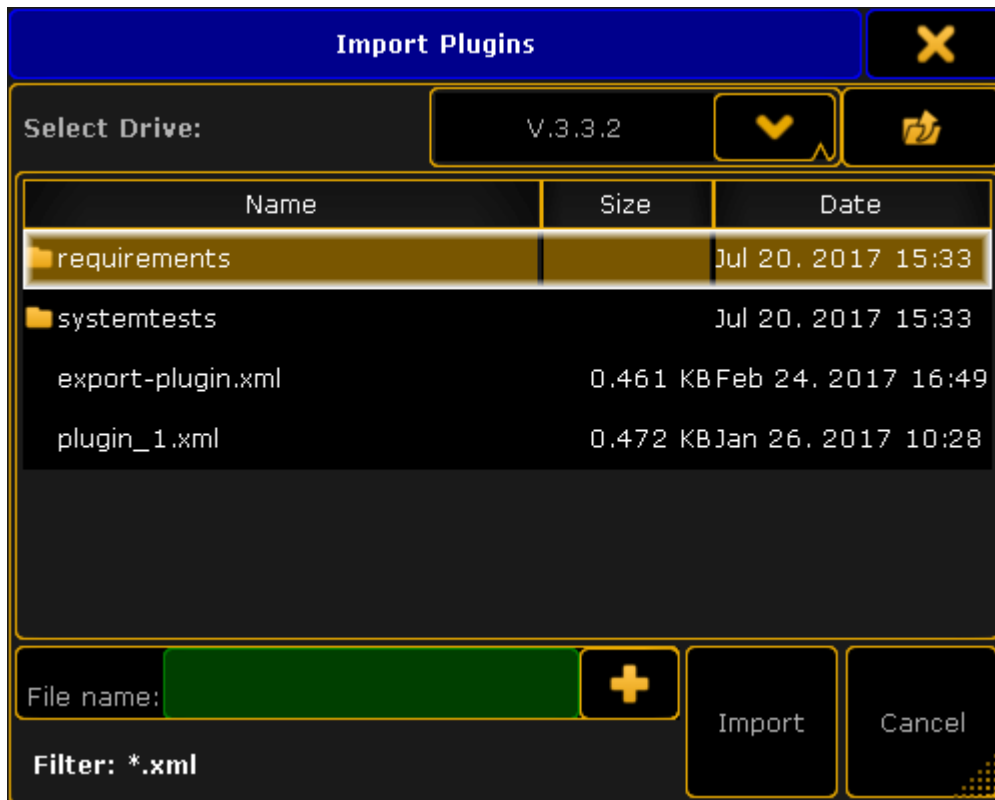 Import Plugins
Select Drive: V.3.3.2
Name Size Date
requirements Jul 20. 2017 15:33
systemtests Jul 20. 2017 15:33
export-plugin.xml 0.461 KB Feb 24. 2017 16:49
plugin_1.xml 0.472 KB Jan 26. 2017 10:28
File name:
Import Cancel
Filter: *.xml